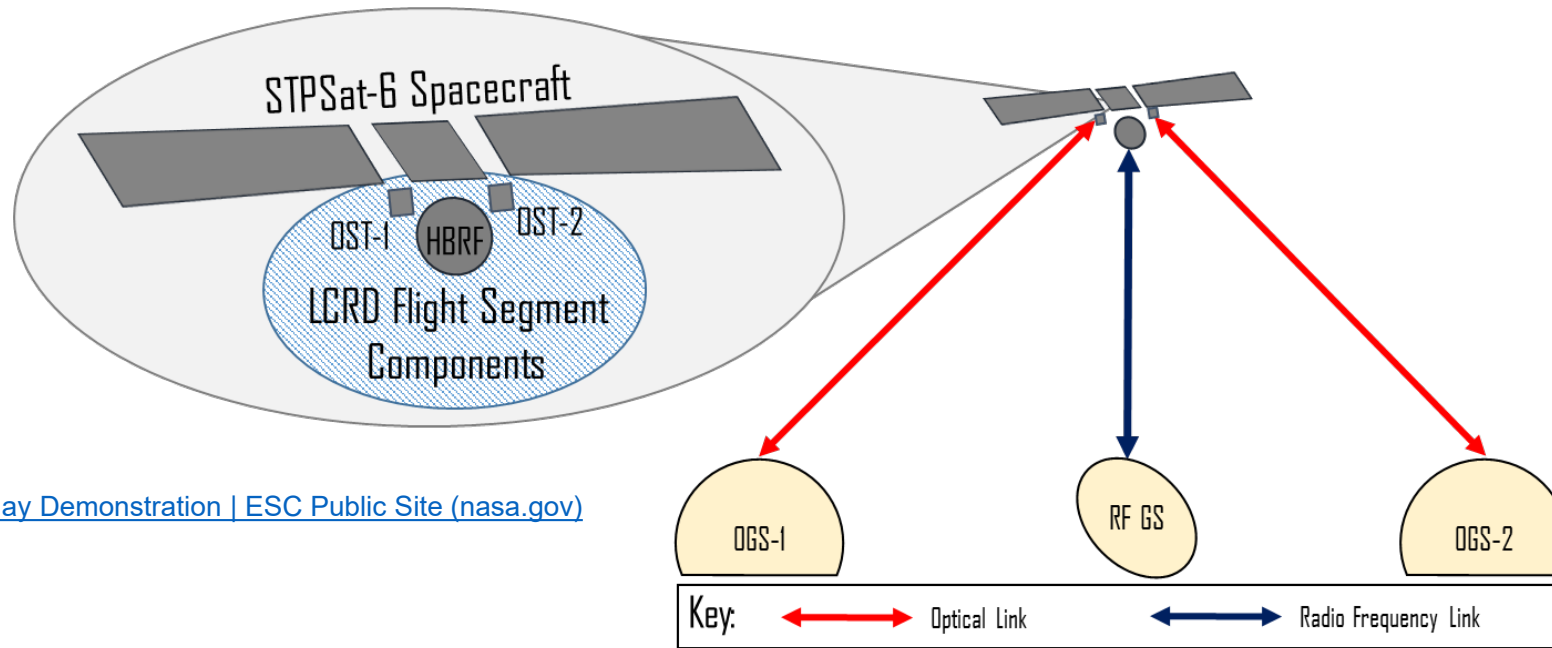 STPSat-6 Spacecraft
OST-1
HBRF
OST-2
LCRD Flight Segment
Components
ay Demonstration | ESC Public Site (nasa.gov)
OGS-1
RF GS
OGS-2
Key:
Optical Link
Radio Frequency Link